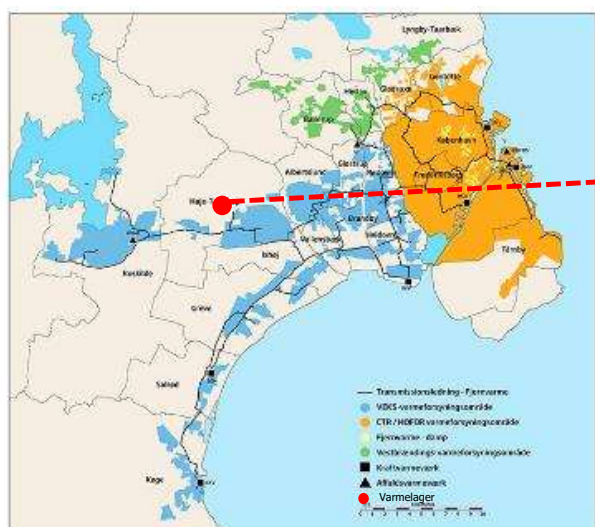 Lyngby-Taarbæk
Gentofte
Gladsaxe
Herlev
Ballerup
København
Glostrup
Albertslund
Frederiksberg
Høje-T
Brøndby
Vallensbæk
Hvidovre
Ishøj
Tårnby
Roskilde
Greve
Solrød
Køge
Transmissionsledning - Fjernvarme
VEKS-varmeforsyningsområde
CTR / HOFOR varmeforsyningsområde
Fjernvarme - damp
Vestforbrændings varmeforsyningsområde
Kraftvarmeværk
Affaldsvarmeværk
Varmelager